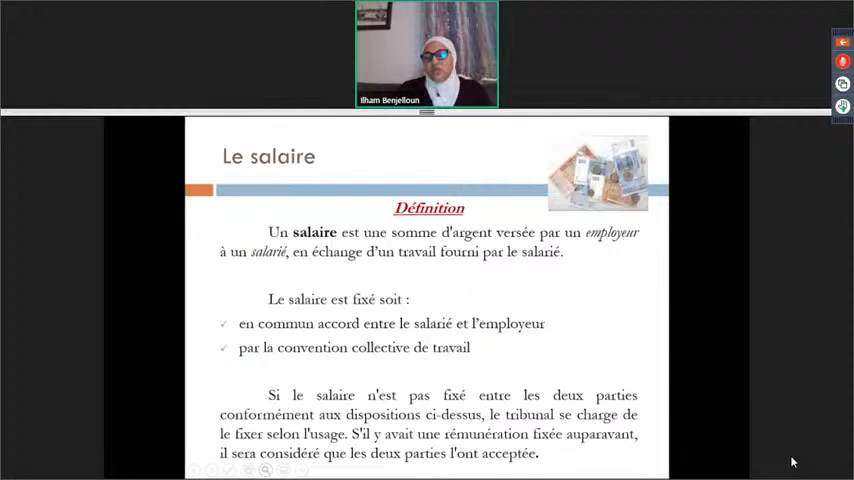 Ilham Benjelloun
Le salaire
Définition
Un salaire est une somme d'argent versée par un employeur
à un salarié, en échange d'un travail fourni par le salarié.
Le salaire est fixé soit :
✓ en commun accord entre le salarié et l'employeur
✓ par la convention collective de travail
Si le salaire n'est pas fixé entre les deux parties
conformément aux dispositions ci-dessus, le tribunal se charge de
le fixer selon l'usage. S'il y avait une rémunération fixée auparavant,
il sera considéré que les deux parties l'ont acceptée.